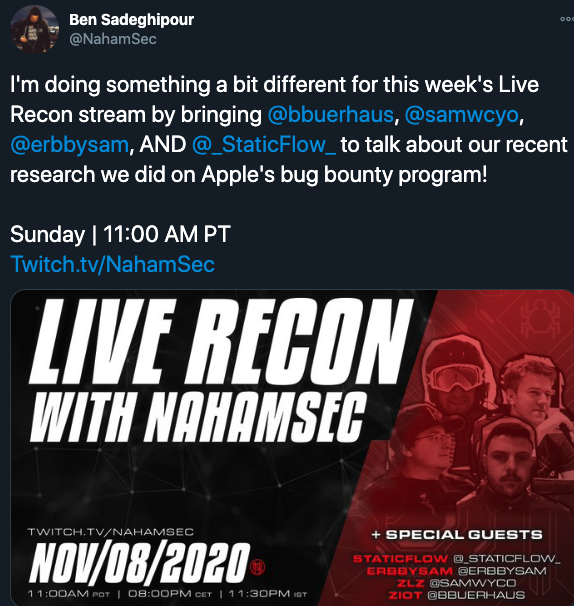 Ben Sadeghipour
@NahamSec
I'm doing something a bit different for this week's Live
Recon stream by bringing @bbuerhaus, @samwcyo,
@erbbysam, AND @_StaticFlow_ to talk about our recent
research we did on Apple's bug bounty program!
Sunday | 11:00 AM PT
Twitch.tv/NahamSec
LIVE RECON
WITH NAHAMSEC
TWITCH.TV/NAHAMSEC
NOV/08/2020
11:00AM PDT | 08:00PM CET | 11:30PM IST
+ SPECIAL GUESTS
STATICFLOW @_STATICFLOW_
ERBBYSAM @ERBBYSAM
ZLZ @SAMWYCO
ZIOT @BBUERHAUS